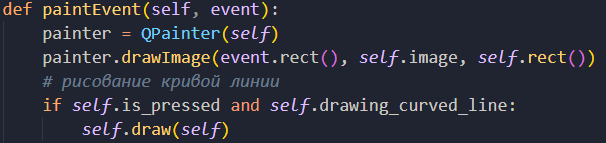 def paintEvent(self, event):
    painter = QPainter(self)
    painter.drawImage(event.rect(), self.image, self.rect())
    # рисование кривой линии
    if self.is_pressed and self.drawing_curved_line:
        self.draw(self)